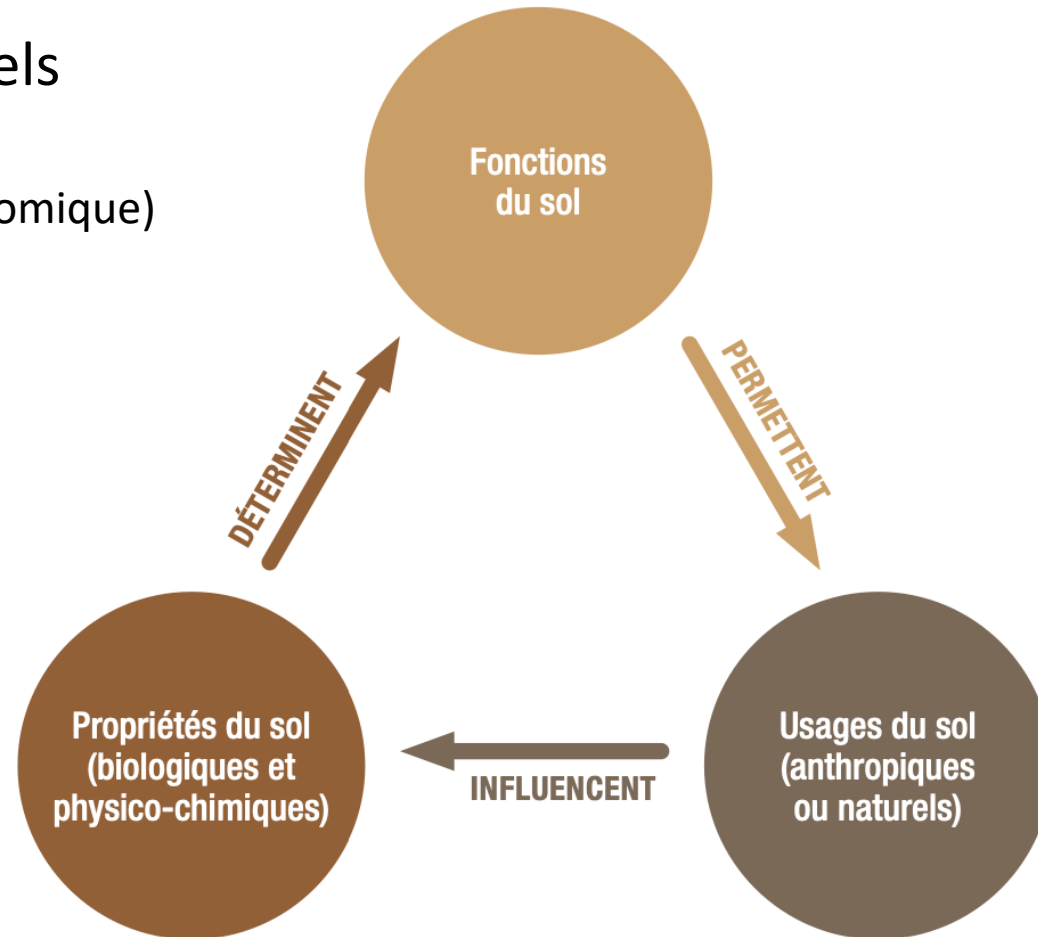 els
omique)
Fonctions
du sol
DÉTERMINENT
PERMETTENT
Propriétés du sol
(biologiques et
physico-chimiques)
INFLUENCENT
Usages du sol
(anthropiques
ou naturels)